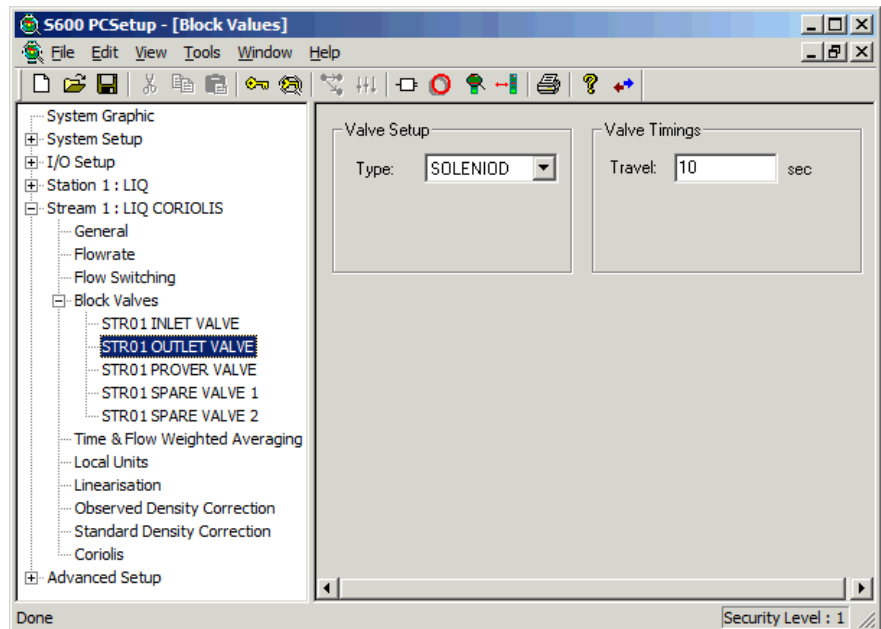 S600 PCSetup - [Block Values]
File Edit View Tools Window Help
System Graphic
System Setup
I/O Setup
Station 1 : LIQ
Stream 1 : LIQ CORIOLIS
General
Flowrate
Flow Switching
Block Valves
STR01 INLET VALVE
STR01 OUTLET VALVE
STR01 PROVER VALVE
STR01 SPARE VALVE 1
STR01 SPARE VALVE 2
Time & Flow Weighted Averaging
Local Units
Linearisation
Observed Density Correction
Standard Density Correction
Coriolis
Advanced Setup
Valve Setup
Type: SOLENIOD
Valve Timings
Travel: 10 sec
Done
Security Level : 1